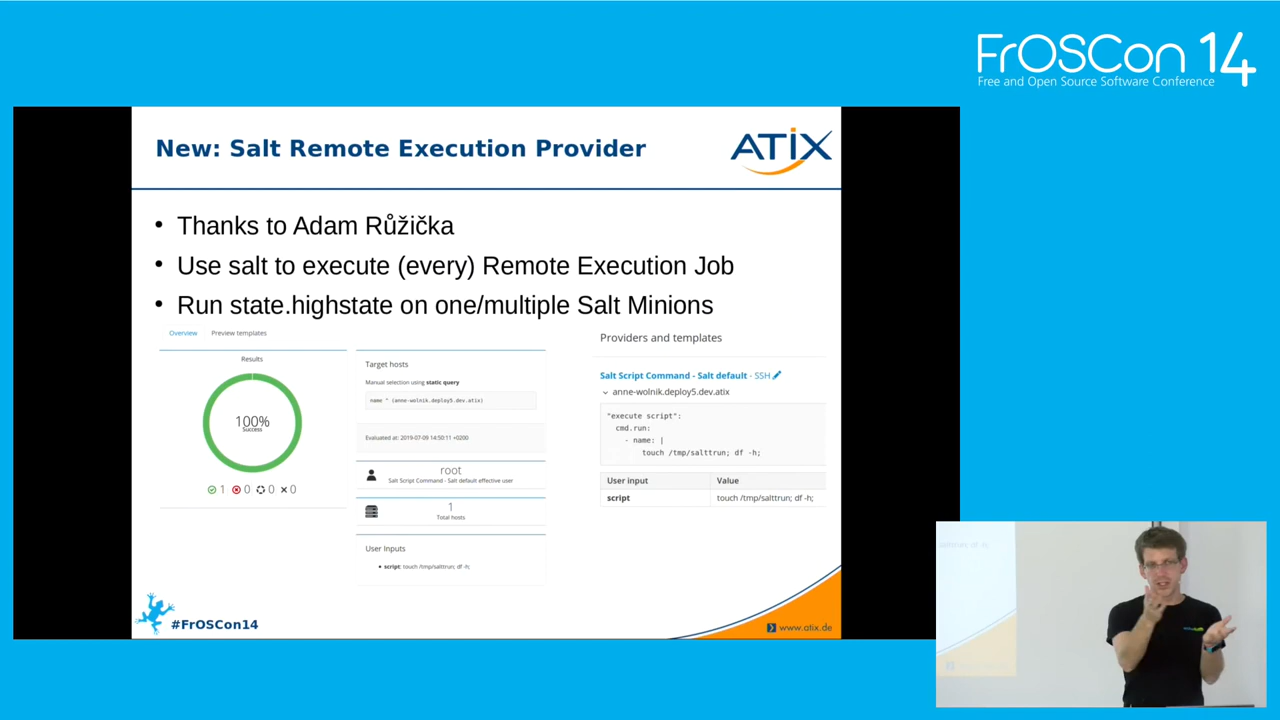 FrOSCon 14
Free and Open Source Software Conference
New: Salt Remote Execution Provider
ATIX
• Thanks to Adam Růžička
• Use salt to execute (every) Remote Execution Job
• Run state.highstate on one/multiple Salt Minions
Overview Preview templates
Results
100%
Success
1 0 0 0
Target hosts
Manual selection using static query
name ^ (anne-wolnik.deploy5.dev.atix)
Evaluated at: 2019-07-09 14:50:11 +0200
root
Salt Script Command - Salt default effective user
1
Total hosts
User Inputs
• script: touch /tmp/salttrun; df -h;
Providers and templates
Salt Script Command - Salt default - SSH
anne-wolnik.deploy5.dev.atix
"execute script":
cmd.run:
- name: |
touch /tmp/salttrun; df -h;
User input Value
script touch /tmp/salttrun; df -h;
#FrOSCon14
www.atix.de